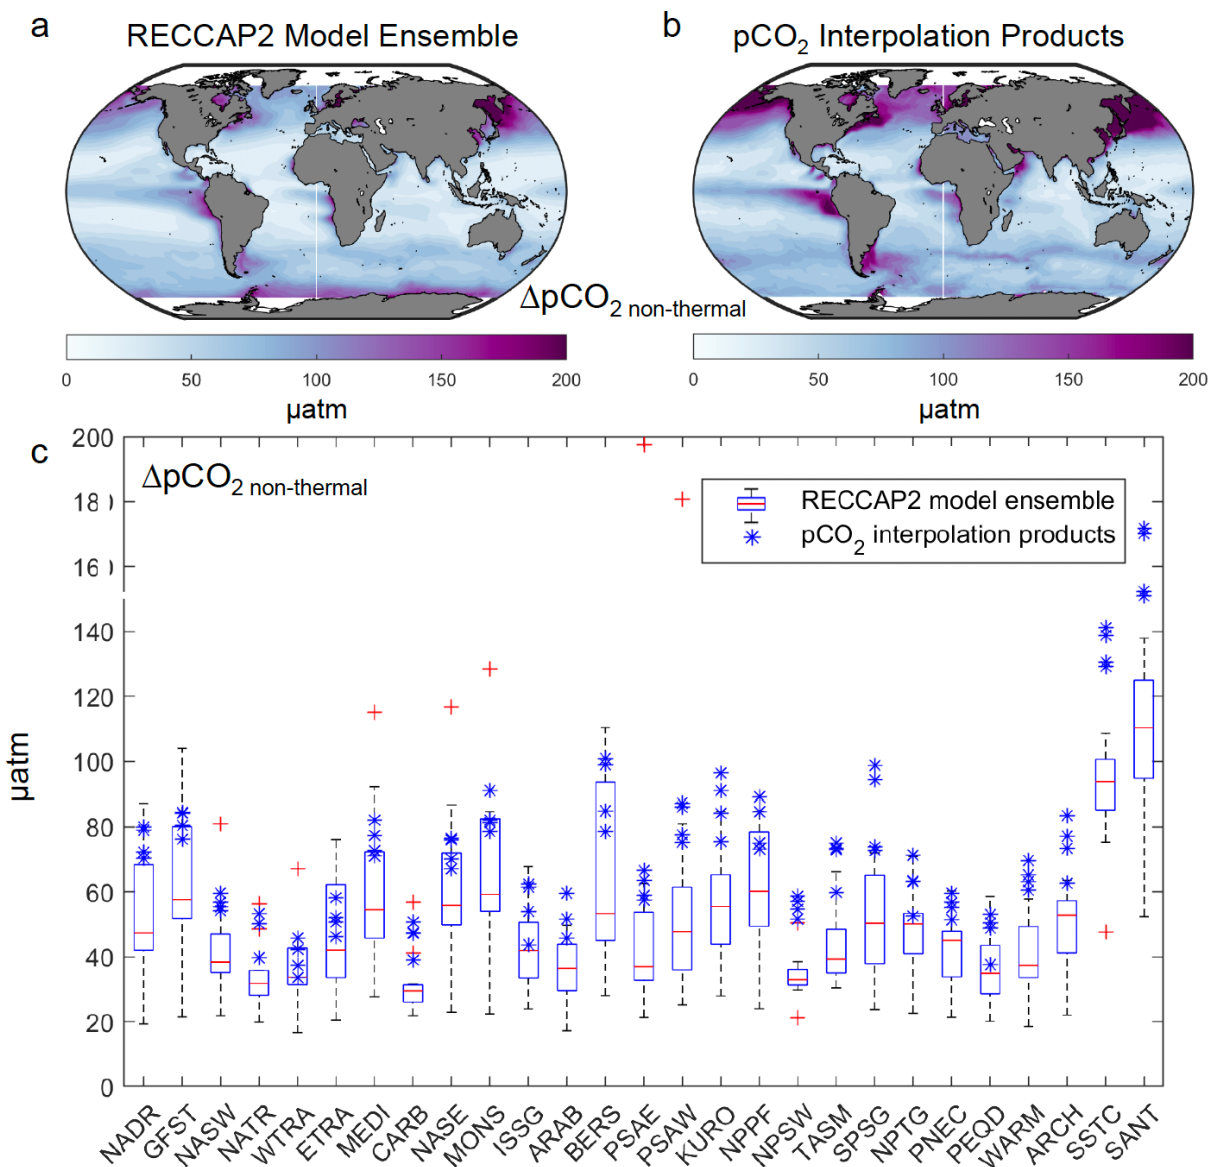 a
RECCAP2 Model Ensemble
b
pCO2 Interpolation Products
ΔpCO2 non-thermal
0 50 100 150 200
µatm
0 50 100 150 200
µatm
c
ΔpCO2 non-thermal
RECCAP2 model ensemble
pCO2 interpolation products
200
180
160
140
120
100
80
60
40
20
0
µatm
NADR GFST NASW NATR WTRA ETRA MEDI CARB NASE MONS ISSG ARAB BERS PSAE PSAW KURO NPPF NPSW TASM SPSG NPTG PNEC PEQD WARM ARCH SSTC SANT